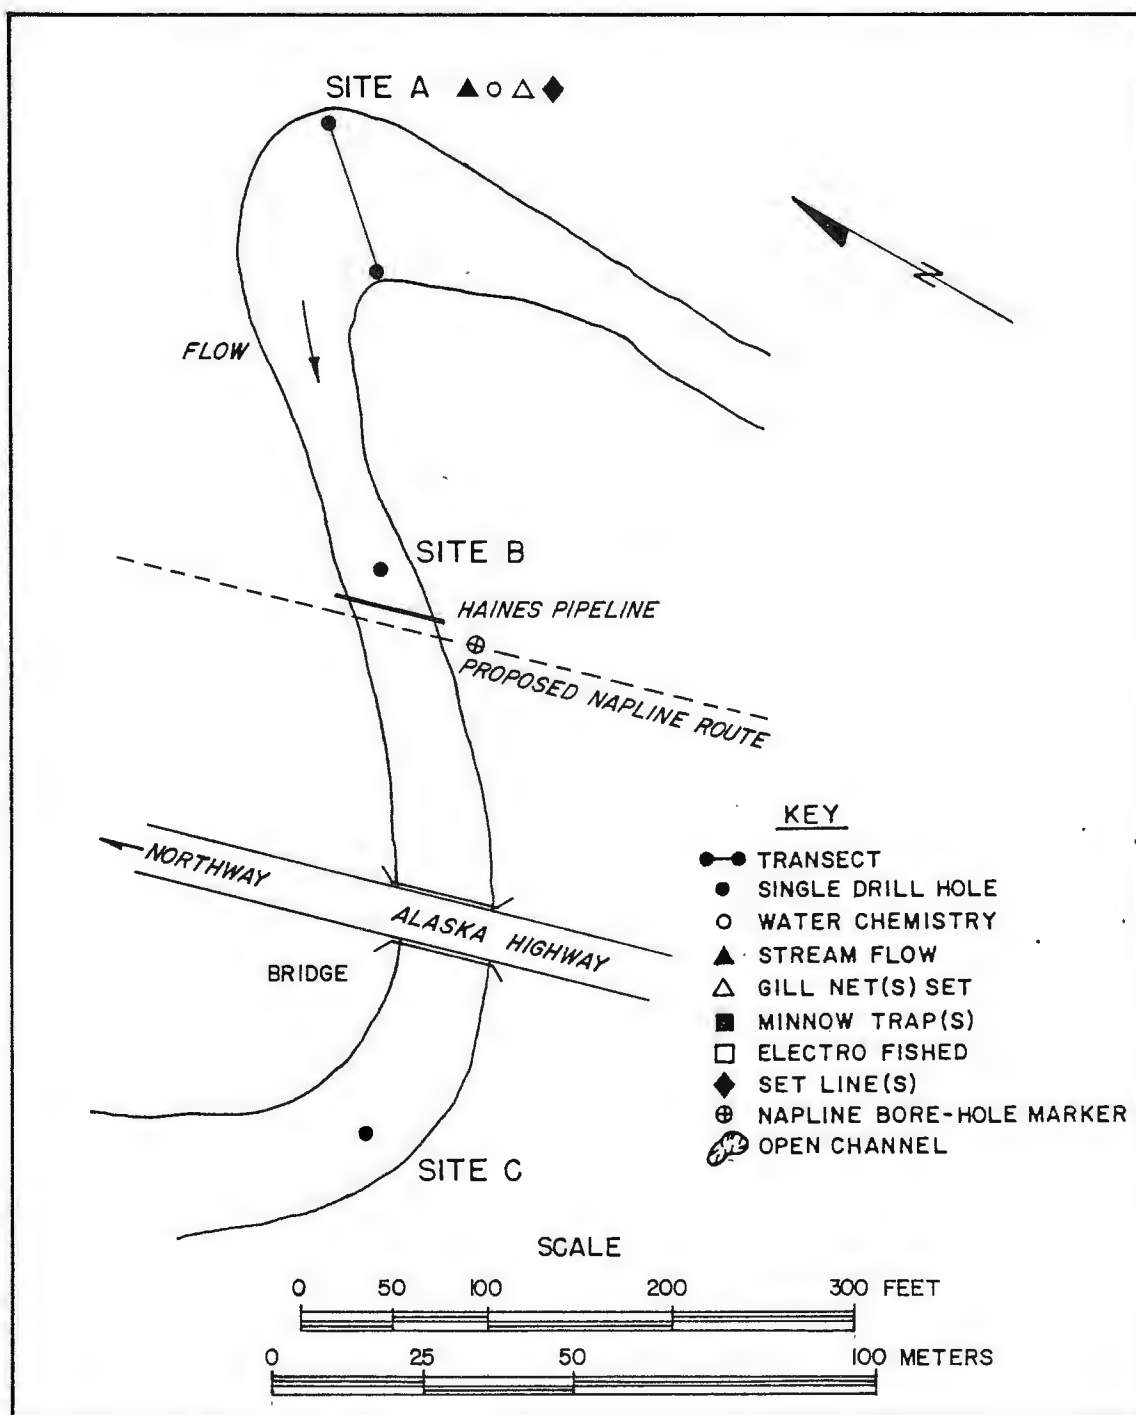 SITE A
N
FLOW
SITE B
HAINES PIPELINE
PROPOSED NAPLINE ROUTE
NORTHWAY
ALASKA HIGHWAY
BRIDGE
SITE C
KEY
TRANSECT
SINGLE DRILL HOLE
WATER CHEMISTRY
STREAM FLOW
GILL NET(S) SET
MINNOW TRAP(S)
ELECTRO FISHED
SET LINE(S)
NAPLINE BORE-HOLE MARKER
OPEN CHANNEL
SCALE
0 50 100 200 300 FEET
0 25 50 100 METERS